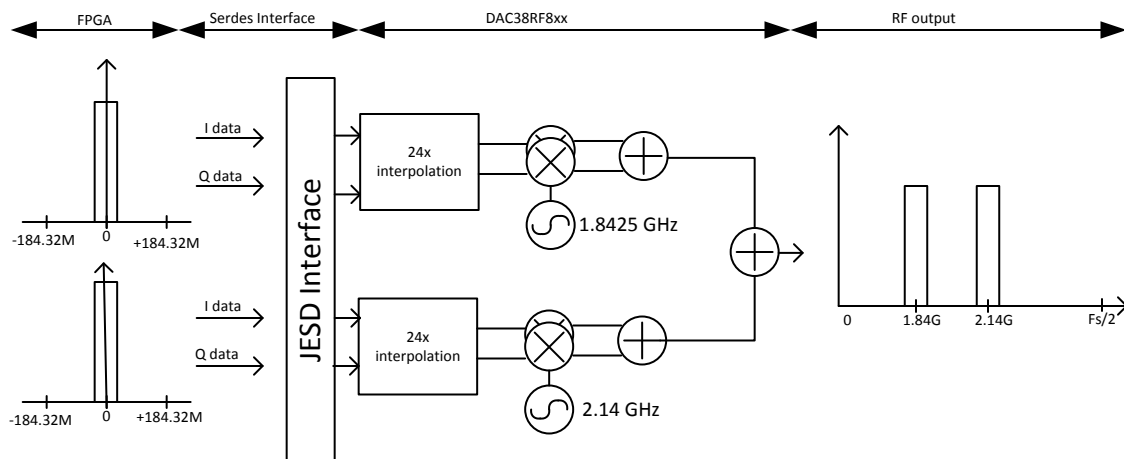 FPGA
Serdes Interface
DAC38RF8xx
RF output
I data
Q data
-184.32M
0
+184.32M
JESD Interface
24x
interpolation
1.8425 GHz
I data
Q data
-184.32M
0
+184.32M
24x
interpolation
2.14 GHz
0
1.84G
2.14G
Fs/2